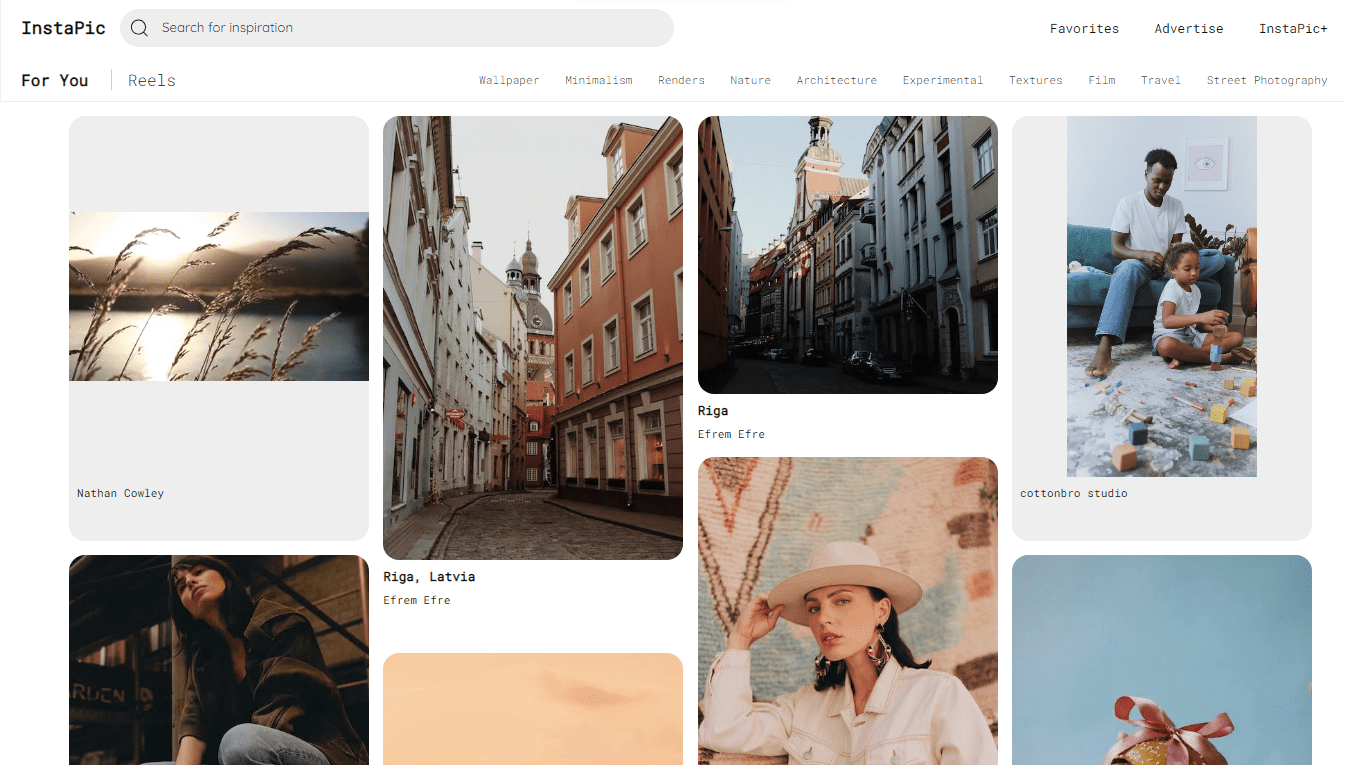 InstaPic
Search for inspiration
Favorites
Advertise
InstaPic+
For You
Reels
Wallpaper
Minimalism
Renders
Nature
Architecture
Experimental
Textures
Film
Travel
Street Photography
Nathan Cowley
Riga, Latvia
Efrem Efre
Riga
Efrem Efre
cottonbro studio